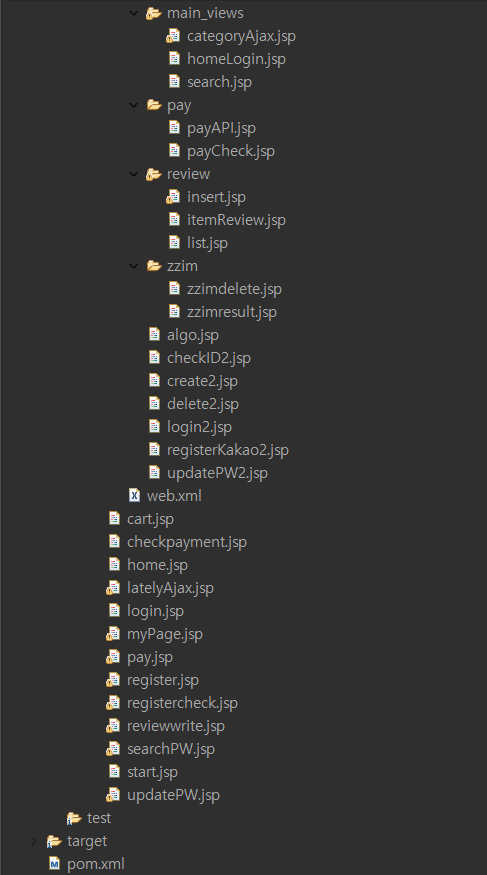 main_views
categoryAjax.jsp
homeLogin.jsp
search.jsp
pay
payAPI.jsp
payCheck.jsp
review
insert.jsp
itemReview.jsp
list.jsp
zzim
zzimdelete.jsp
zzimresult.jsp
algo.jsp
checkID2.jsp
create2.jsp
delete2.jsp
login2.jsp
registerKakao2.jsp
updatePW2.jsp
web.xml
cart.jsp
checkpayment.jsp
home.jsp
latelyAjax.jsp
login.jsp
myPage.jsp
pay.jsp
register.jsp
registercheck.jsp
reviewwrite.jsp
searchPW.jsp
start.jsp
updatePW.jsp
test
target
pom.xml